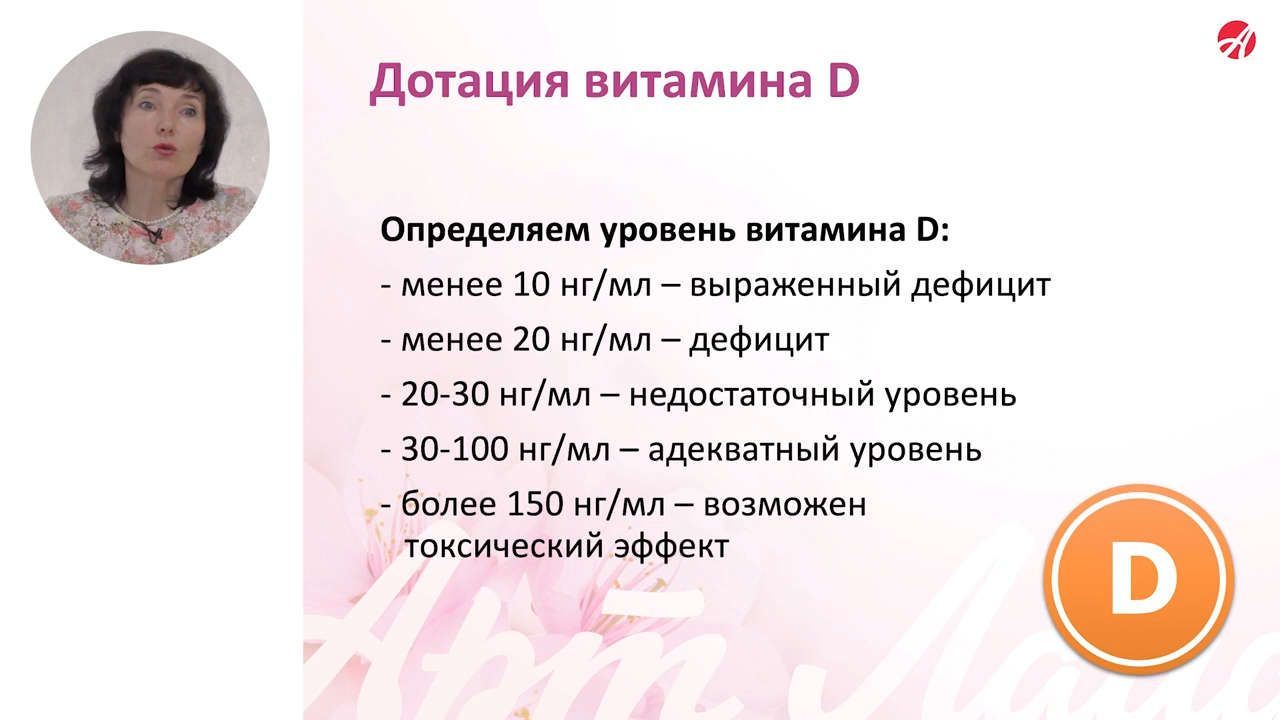 Дотация витамина D
Определяем уровень витамина D:
- менее 10 нг/мл – выраженный дефицит
- менее 20 нг/мл – дефицит
- 20-30 нг/мл – недостаточный уровень
- 30-100 нг/мл – адекватный уровень
- более 150 нг/мл – возможен
токсический эффект
D
Арт